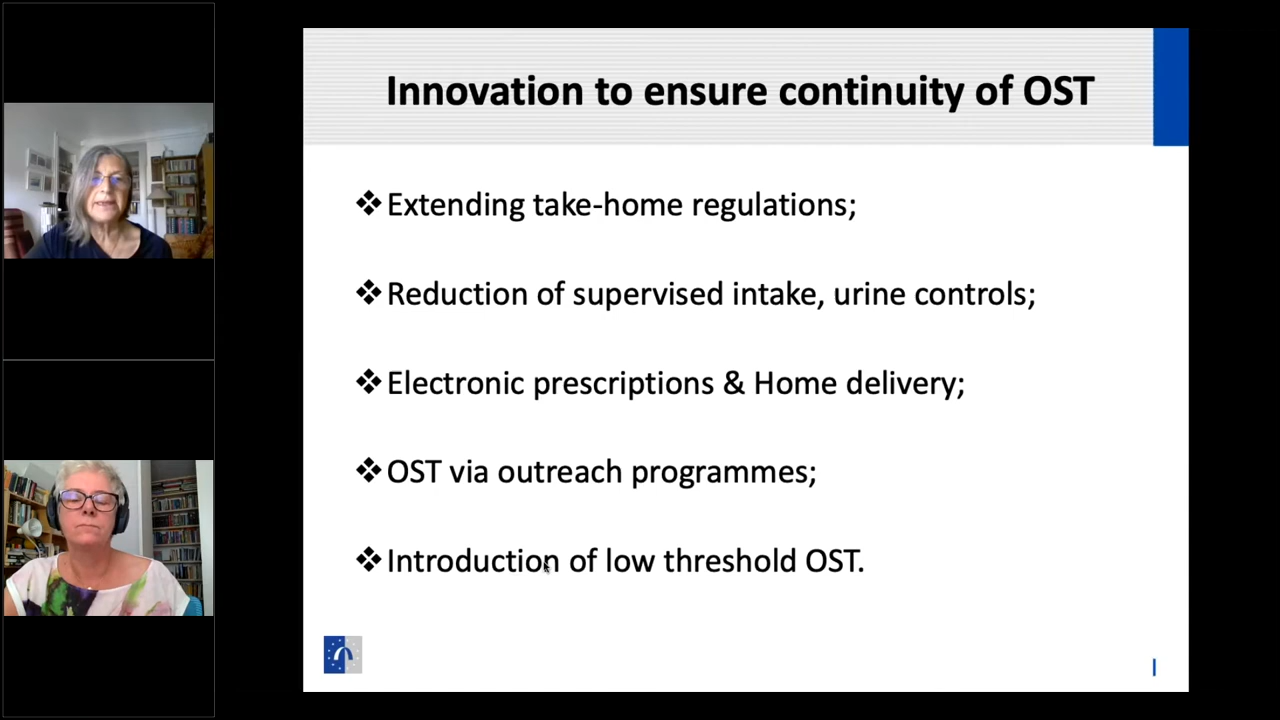 Innovation to ensure continuity of OST
❖Extending take-home regulations;
❖Reduction of supervised intake, urine controls;
❖Electronic prescriptions & Home delivery;
❖OST via outreach programmes;
❖Introduction of low threshold OST.